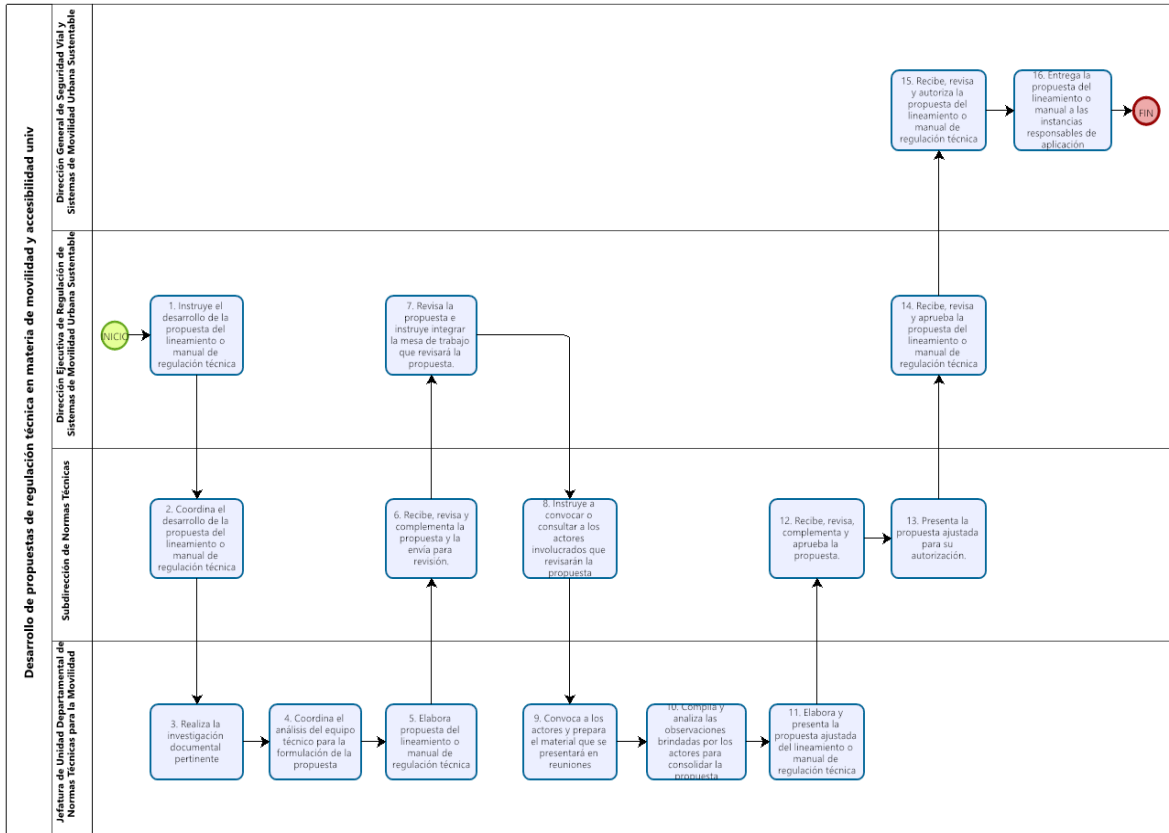 Desarrollo de propuestas de regulación técnica en materia de movilidad y accesibilidad univ
Dirección General de Seguridad Vial y
Sistemas de Movilidad Urbana Sustentable
15. Recibe, revisa
y autoriza la
propuesta del
lineamiento o
manual de
regulación técnica
16. Entrega la
propuesta del
lineamiento o
manual a las
instancias
responsables de
aplicación
FIN
Dirección Ejecutiva de Regulación de
Sistemas de Movilidad Urbana Sustentable
INICIO
1. Instruye el
desarrollo de la
propuesta del
lineamiento o
manual de
regulación técnica
7. Revisa la
propuesta e
instruye integrar
la mesa de trabajo
que revisará la
propuesta.
14. Recibe, revisa
y aprueba la
propuesta del
lineamiento o
manual de
regulación técnica
Subdirección de Normas Técnicas
2. Coordina el
desarrollo de la
propuesta del
lineamiento o
manual de
regulación técnica
6. Recibe, revisa y
complementa la
propuesta y la
envía para
revisión.
8. Instruye a
convocar o
consultar a los
actores
involucrados que
revisarán la
propuesta
12. Recibe, revisa,
complementa y
aprueba la
propuesta.
13. Presenta la
propuesta ajustada
para su
autorización.
Jefatura de Unidad Departamental de
Normas Técnicas para la Movilidad
3. Realiza la
investigación
documental
pertinente
4. Coordina el
análisis del equipo
técnico para la
formulación de la
propuesta
5. Elabora
propuesta del
lineamiento o
manual de
regulación técnica
9. Convoca a los
actores y prepara
el material que se
presentará en
reuniones
10. Compila y
analiza las
observaciones
brindadas por los
actores para
consolidar la
propuesta
11. Elabora y
presenta la
propuesta ajustada
del lineamiento o
manual de
regulación técnica